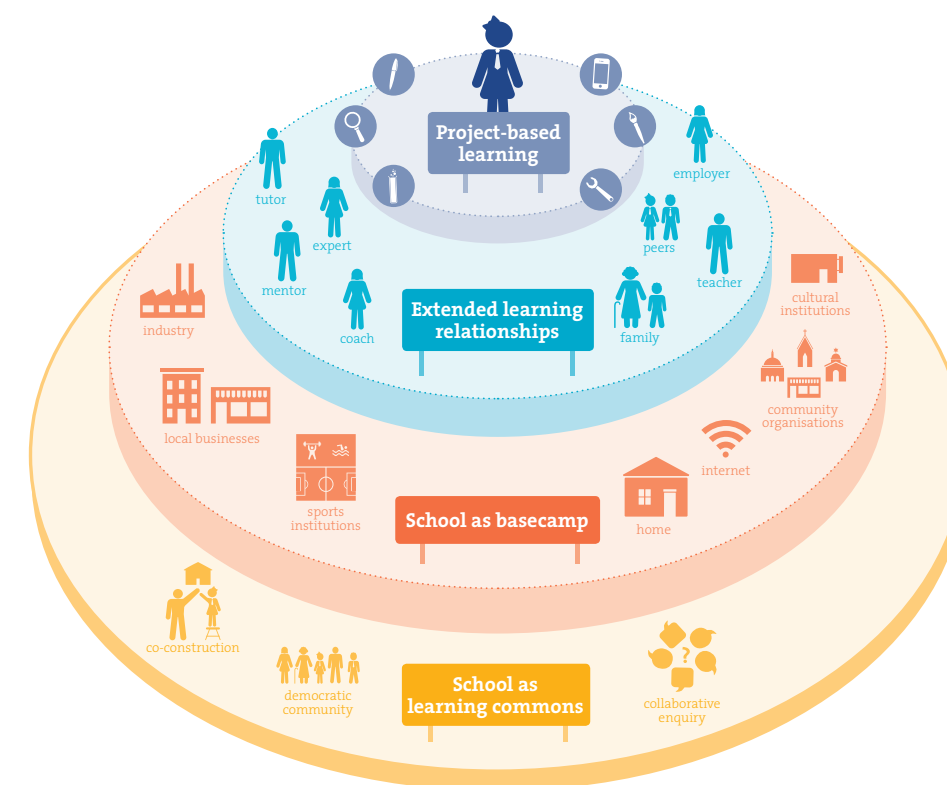 Project-based
learning
employer
tutor
expert
peers
mentor
teacher
coach
Extended learning
relationships
family
industry
cultural
institutions
local businesses
community
organisations
sports
institutions
internet
School as basecamp
home
co-construction
democratic
community
School as
learning commons
?
collaborative
enquiry